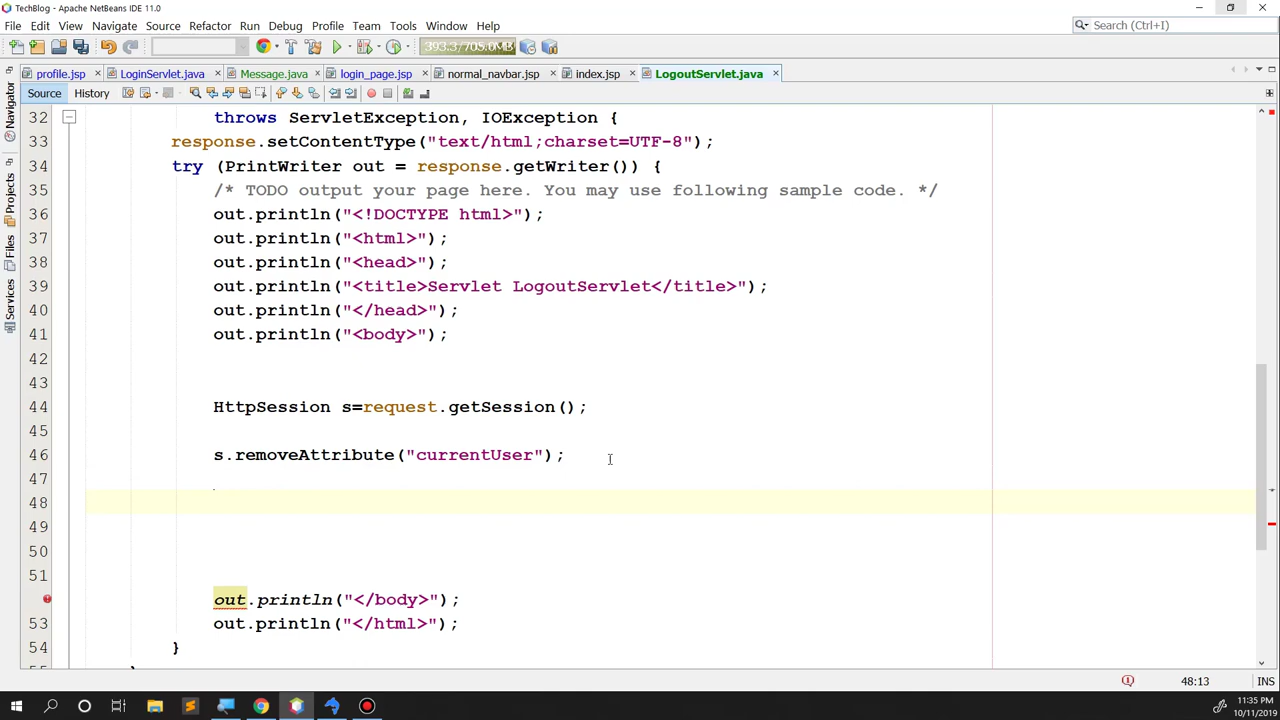 TechBlog - Apache NetBeans IDE 11.0
File Edit View Navigate Source Refactor Run Debug Profile Team Tools Window Help
Search (Ctrl+I)
profile.jsp LoginServlet.java Message.java login_page.jsp normal_navbar.jsp index.jsp LogoutServlet.java
Source History
Navigator
Projects
Files
Services
32 throws ServletException, IOException {
33 response.setContentType("text/html;charset=UTF-8");
34 try (PrintWriter out = response.getWriter()) {
35 /* TODO output your page here. You may use following sample code. */
36 out.println("<!DOCTYPE html>");
37 out.println("<html>");
38 out.println("<head>");
39 out.println("<title>Servlet LogoutServlet</title>");
40 out.println("</head>");
41 out.println("<body>");
42
43
44 HttpSession s=request.getSession();
45
46 s.removeAttribute("currentUser");
47
48
49
50
51
out.println("</body>");
53 out.println("</html>");
54 }
48:13 INS
11:35 PM
10/11/2019